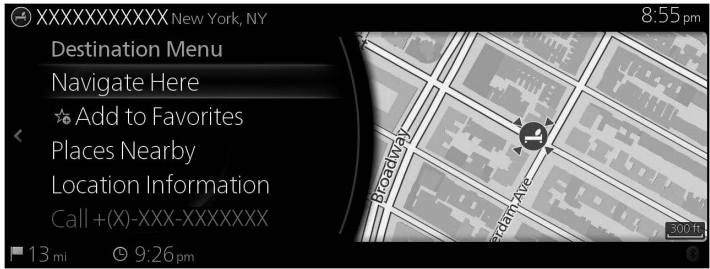 XXXXXXXXXXX New York, NY
8:55 pm
Destination Menu
Navigate Here
Add to Favorites
Places Nearby
Location Information
Call +(X)-XXX-XXXXXXX
13 mi
9:26 pm
Broadway
erdam Ave
300 ft